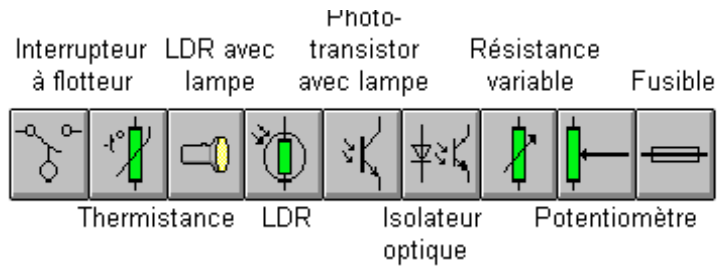 Photo-
Interrupteur LDR avec transistor Résistance
à flotteur lampe avec lampe variable Fusible
-t°
Thermistance LDR Isolateur Potentiomètre
optique